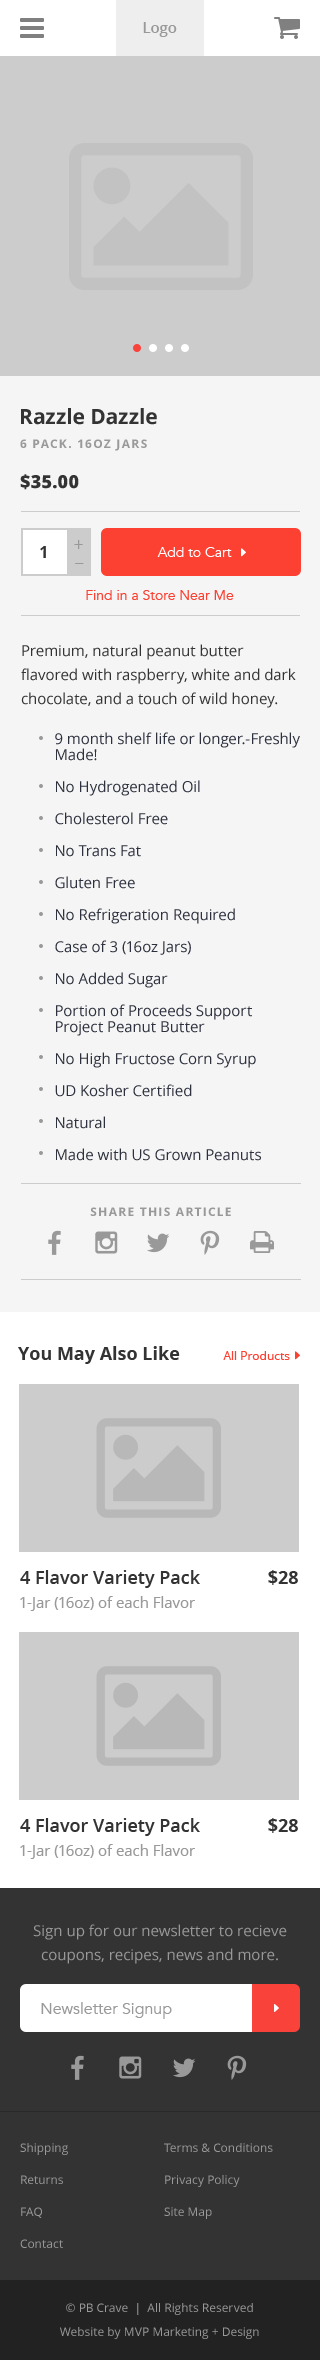 Logo
Razzle Dazzle
6 PACK. 16OZ JARS
$35.00
1 + −
Add to Cart
Find in a Store Near Me
Premium, natural peanut butter
flavored with raspberry, white and dark
chocolate, and a touch of wild honey.
• 9 month shelf life or longer.-Freshly
Made!
• No Hydrogenated Oil
• Cholesterol Free
• No Trans Fat
• Gluten Free
• No Refrigeration Required
• Case of 3 (16oz Jars)
• No Added Sugar
• Portion of Proceeds Support
Project Peanut Butter
• No High Fructose Corn Syrup
• UD Kosher Certified
• Natural
• Made with US Grown Peanuts
SHARE THIS ARTICLE
You May Also Like All Products
4 Flavor Variety Pack $28
1-Jar (16oz) of each Flavor
4 Flavor Variety Pack $28
1-Jar (16oz) of each Flavor
Sign up for our newsletter to recieve
coupons, recipes, news and more.
Newsletter Signup
Shipping Terms & Conditions
Returns Privacy Policy
FAQ Site Map
Contact
© PB Crave | All Rights Reserved
Website by MVP Marketing + Design